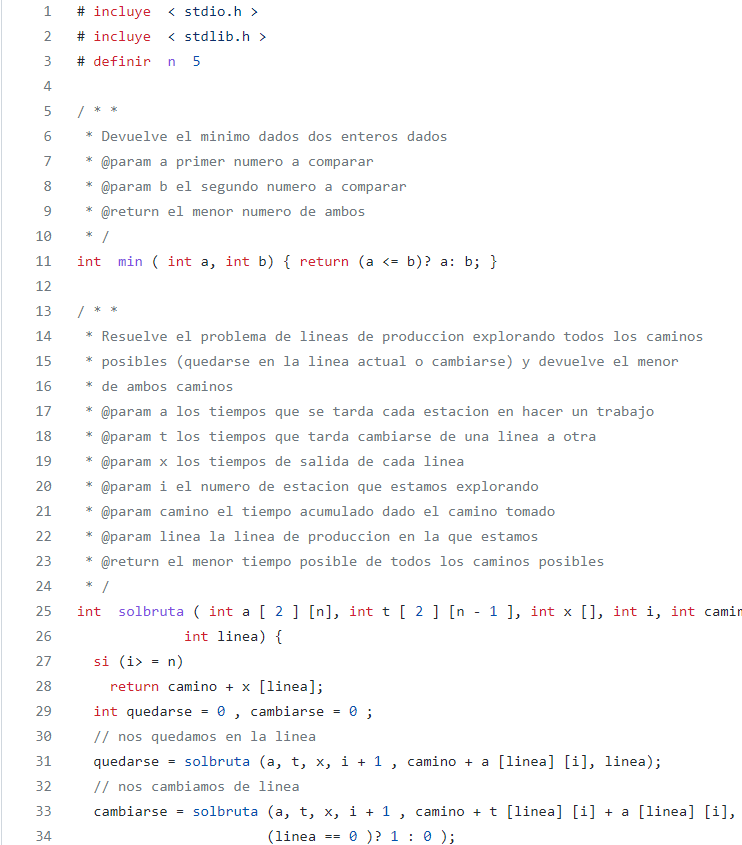 1 # incluye < stdio.h >
2 # incluye < stdlib.h >
3 # definir n 5
4
5 / * *
6 * Devuelve el minimo dados dos enteros dados
7 * @param a primer numero a comparar
8 * @param b el segundo numero a comparar
9 * @return el menor numero de ambos
10 * /
11 int min ( int a, int b) { return (a <= b)? a: b; }
12
13 / * *
14 * Resuelve el problema de lineas de produccion explorando todos los caminos
15 * posibles (quedarse en la linea actual o cambiarse) y devuelve el menor
16 * de ambos caminos
17 * @param a los tiempos que se tarda cada estacion en hacer un trabajo
18 * @param t los tiempos que tarda cambiarse de una linea a otra
19 * @param x los tiempos de salida de cada linea
20 * @param i el numero de estacion que estamos explorando
21 * @param camino el tiempo acumulado dado el camino tomado
22 * @param linea la linea de produccion en la que estamos
23 * @return el menor tiempo posible de todos los caminos posibles
24 * /
25 int solbruta ( int a [ 2 ] [n], int t [ 2 ] [n - 1 ], int x [], int i, int
26 int linea) {
27 si (i> = n)
28 return camino + x [linea];
29 int quedarse = 0 , cambiarse = 0 ;
30 // nos quedamos en la linea
31 quedarse = solbruta (a, t, x, i + 1 , camino + a [linea] [i], linea);
32 // nos cambiamos de linea
33 cambiarse = solbruta (a, t, x, i + 1 , camino + t [linea] [i] + a [linea] [i],
34 (linea == 0 )? 1 : 0 );